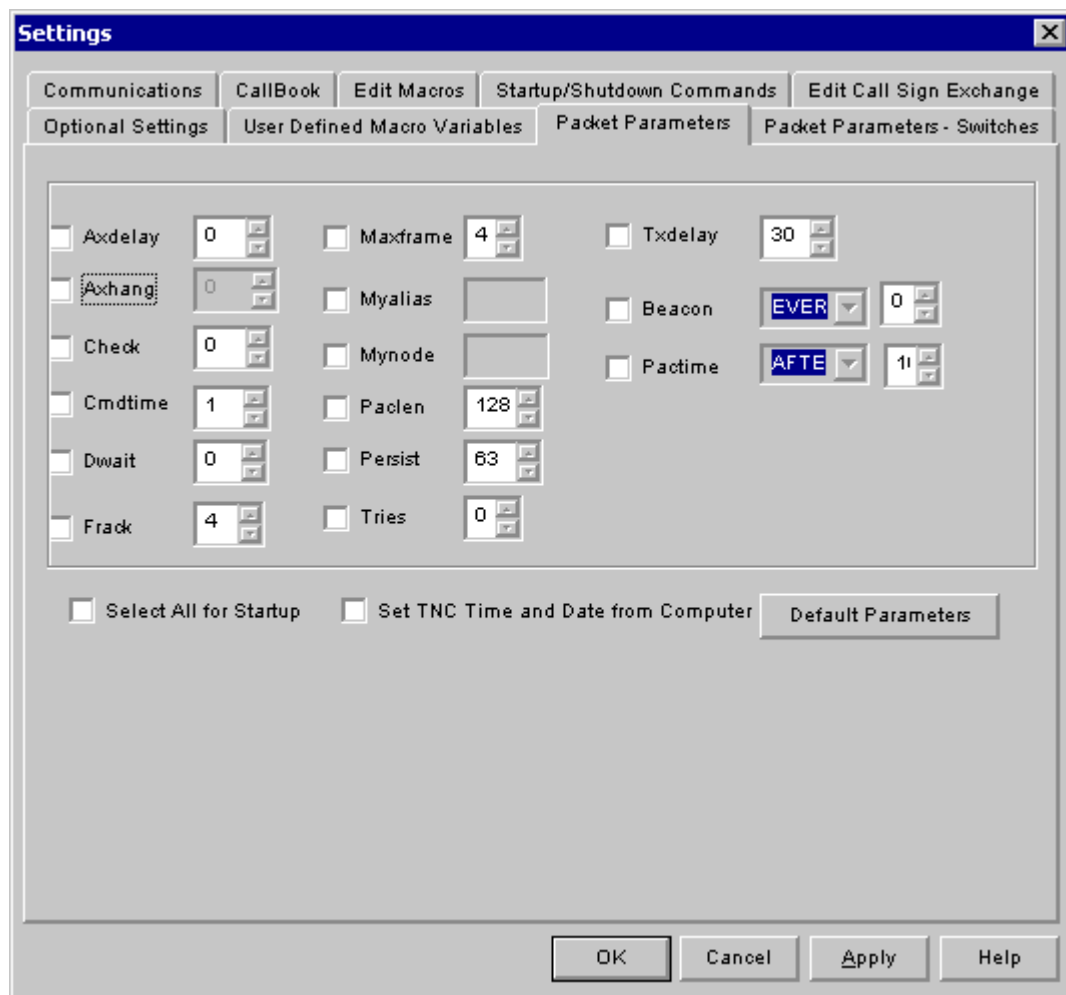 Settings
Communications CallBook Edit Macros Startup/Shutdown Commands Edit Call Sign Exchange
Optional Settings User Defined Macro Variables Packet Parameters Packet Parameters - Switches
Axdelay 0 Maxframe 4 Txdelay 30
Axhang 0 Myalias Beacon EVER 0
Check 0 Mynode Pactime AFTE
Cmdtime 1 Paclen 128
Dwait 0 Persist 63
Frack 4 Tries 0
Select All for Startup Set TNC Time and Date from Computer Default Parameters
OK Cancel Apply Help